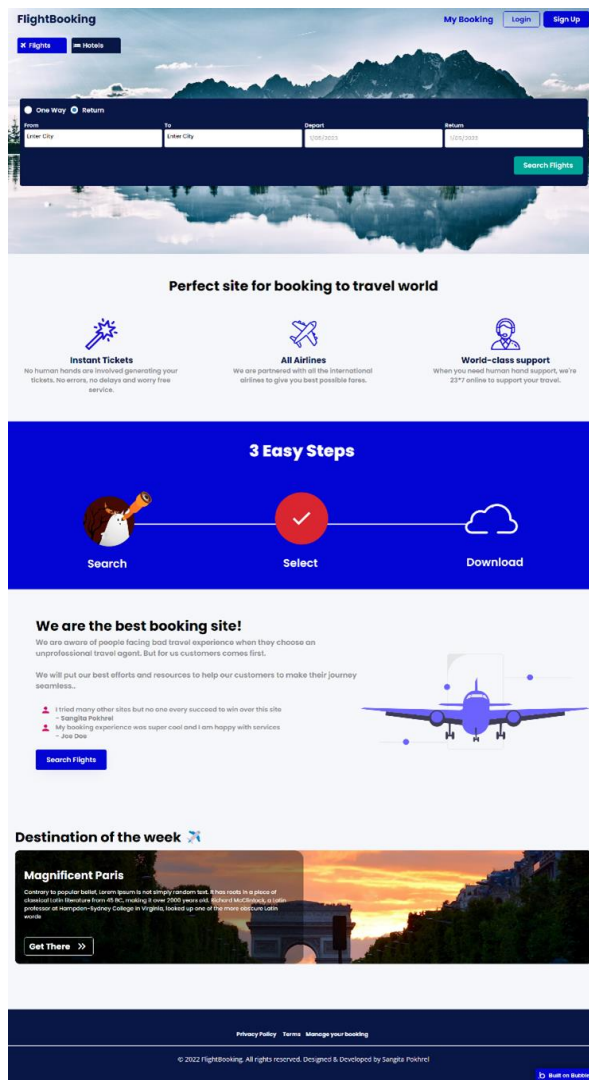 FlightBooking
My Booking
Login
Sign Up
Flights
Hotels
One Way
Return
From
To
Depart
Return
Enter City
Enter City
1/05/2023
1/05/2023
Search Flights
Perfect site for booking to travel world
Instant Tickets
No human hands are involved generating your
tickets. No errors, no delays and worry free
service.
All Airlines
We are partnered with all the international
airlines to give you best possible fares.
World-class support
When you need human hand support, we're
23*7 online to support your travel.
3 Easy Steps
Search
Select
Download
We are the best booking site!
We are aware of people facing bad travel experience when they choose an
unprofessional travel agent. But for us customers comes first.
We will put our best efforts and resources to help our customers to make their journey
seamless..
I tried many other sites but no one every succeed to win over this site
- Sangita Pokhrel
My booking experience was super cool and I am happy with services
- Joe Doe
Search Flights
Destination of the week
Magnificent Paris
Contrary to popular belief, Lorem Ipsum is not simply random text. It has roots in a piece of
classical Latin literature from 45 BC, making it over 2000 years old. Richard McClintock, a Latin
professor at Hampden-Sydney College in Virginia, looked up one of the more obscure Latin
words
Get There
Privacy Policy
Terms
Manage your booking
© 2022 FlightBooking. All rights reserved. Designed & Developed by Sangita Pokhrel
Built on Bubble